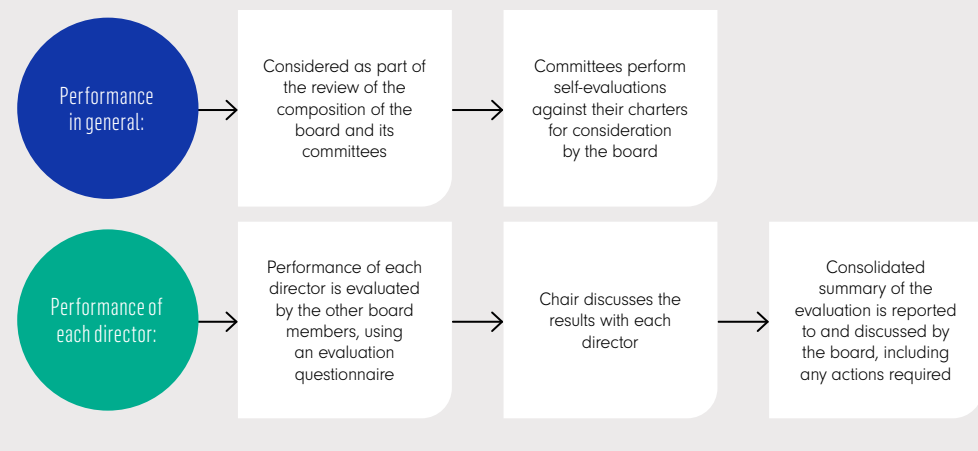 Performance
in general:
Considered as part of
the review of the
composition of the
board and its
committees
Committees perform
self-evaluations
against their charters
for consideration
by the board
Performance of
each director:
Performance of each
director is evaluated
by the other board
members, using
an evaluation
questionnaire
Chair discusses the
results with each
director
Consolidated
summary of the
evaluation is reported
to and discussed by
the board, including
any actions required